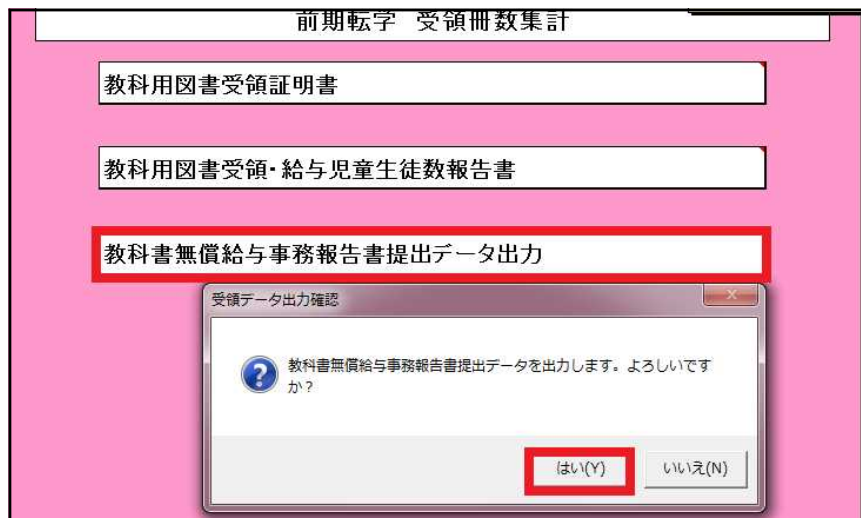 前期転学 受領冊数集計
教科用図書受領証明書
教科用図書受領・給与児童生徒数報告書
教科書無償給与事務報告書提出データ出力
受領データ出力確認
教科書無償給与事務報告書提出データを出力します。よろしいです
か？
はい(Y) いいえ(N)